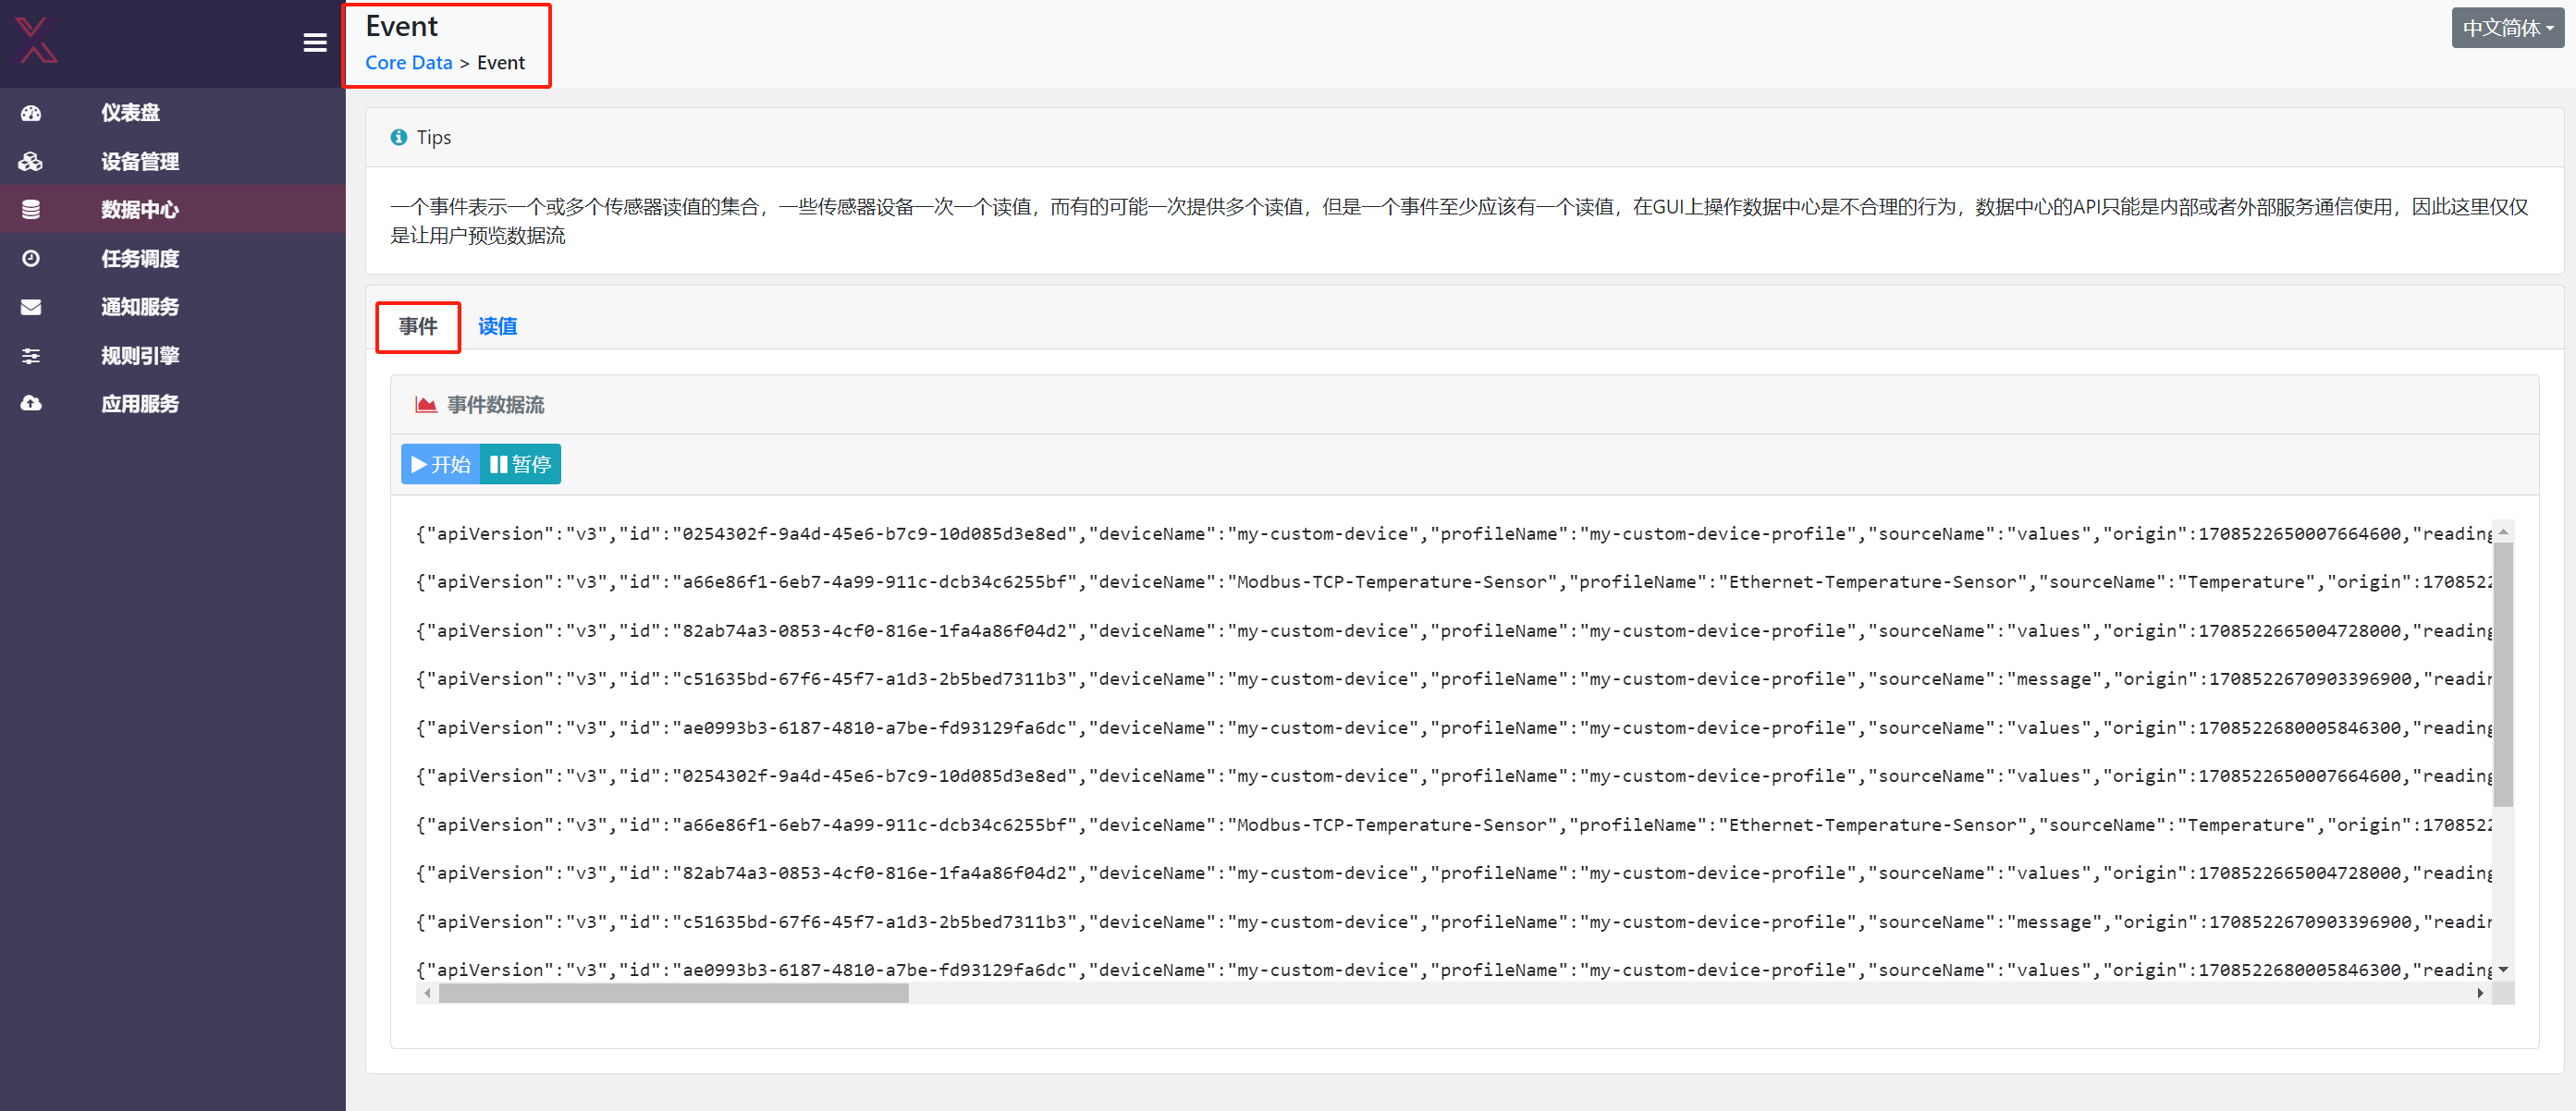 Event
Core Data > Event
中文简体
仪表盘
设备管理
数据中心
任务调度
通知服务
规则引擎
应用服务
Tips
一个事件表示一个或多个传感器读值的集合，一些传感器设备一次一个读值，而有的可能一次提供多个读值，但是一个事件至少应该有一个读值，在GUI上操作数据中心是不合理的行为，数据中心的API只能是内部或者外部服务通信使用，因此这里仅仅
是让用户预览数据流
事件 读值
事件数据流
开始 暂停
{"apiVersion":"v3","id":"0254302f-9a4d-45e6-b7c9-10d085d3e8ed","deviceName":"my-custom-device","profileName":"my-custom-device-profile","sourceName":"values","origin":1708522650007664600,"reading
{"apiVersion":"v3","id":"a66e86f1-6eb7-4a99-911c-dcb34c6255bf","deviceName":"Modbus-TCP-Temperature-Sensor","profileName":"Ethernet-Temperature-Sensor","sourceName":"Temperature","origin":1708522
{"apiVersion":"v3","id":"82ab74a3-0853-4cf0-816e-1fa4a86f04d2","deviceName":"my-custom-device","profileName":"my-custom-device-profile","sourceName":"values","origin":1708522665004728000,"reading
{"apiVersion":"v3","id":"c51635bd-67f6-45f7-a1d3-2b5bed7311b3","deviceName":"my-custom-device","profileName":"my-custom-device-profile","sourceName":"message","origin":1708522670903396900,"readin
{"apiVersion":"v3","id":"ae0993b3-6187-4810-a7be-fd93129fa6dc","deviceName":"my-custom-device","profileName":"my-custom-device-profile","sourceName":"values","origin":1708522680005846300,"reading
{"apiVersion":"v3","id":"0254302f-9a4d-45e6-b7c9-10d085d3e8ed","deviceName":"my-custom-device","profileName":"my-custom-device-profile","sourceName":"values","origin":1708522650007664600,"reading
{"apiVersion":"v3","id":"a66e86f1-6eb7-4a99-911c-dcb34c6255bf","deviceName":"Modbus-TCP-Temperature-Sensor","profileName":"Ethernet-Temperature-Sensor","sourceName":"Temperature","origin":1708522
{"apiVersion":"v3","id":"82ab74a3-0853-4cf0-816e-1fa4a86f04d2","deviceName":"my-custom-device","profileName":"my-custom-device-profile","sourceName":"values","origin":1708522665004728000,"reading
{"apiVersion":"v3","id":"c51635bd-67f6-45f7-a1d3-2b5bed7311b3","deviceName":"my-custom-device","profileName":"my-custom-device-profile","sourceName":"message","origin":1708522670903396900,"readin
{"apiVersion":"v3","id":"ae0993b3-6187-4810-a7be-fd93129fa6dc","deviceName":"my-custom-device","profileName":"my-custom-device-profile","sourceName":"values","origin":1708522680005846300,"reading